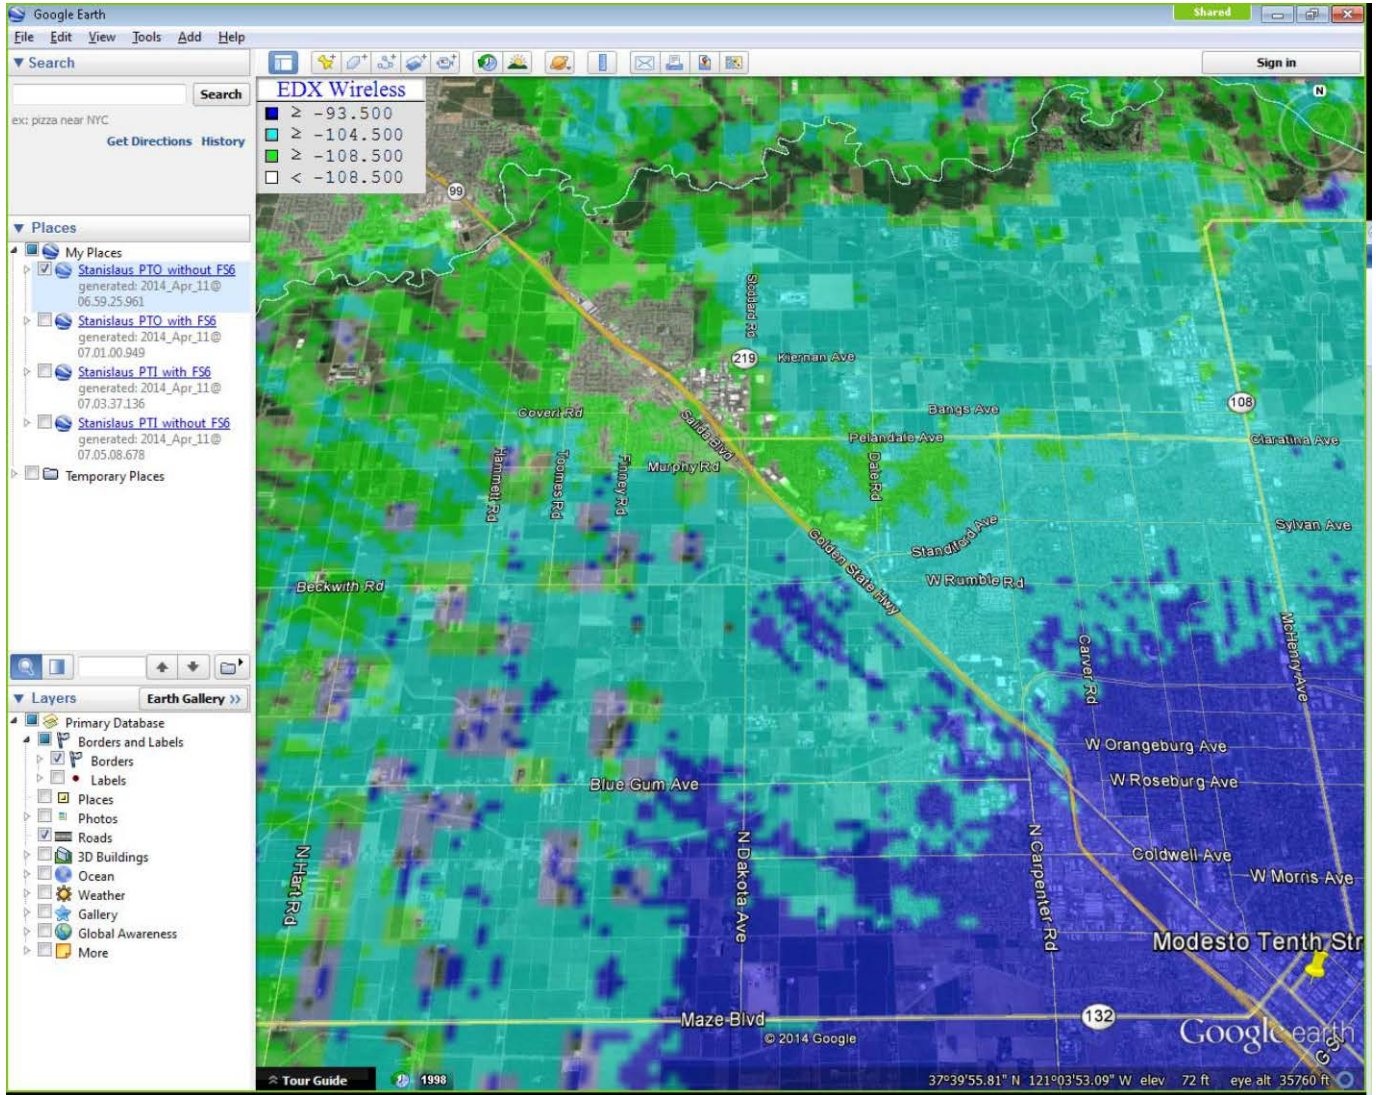 Google Earth
Shared
File Edit View Tools Add Help
Search
Sign in
Search
ex: pizza near NYC
Get Directions History
Places
My Places
Stanislaus PTO without FS6
generated: 2014_Apr_11@
06.59.25.961
Stanislaus PTO with FS6
generated: 2014_Apr_11@
07.01.00.949
Stanislaus PTI with FS6
generated: 2014_Apr_11@
07.03.37.136
Stanislaus PTI without FS6
generated: 2014_Apr_11@
07.05.08.678
Temporary Places
Layers
Earth Gallery >>
Primary Database
Borders and Labels
Borders
Labels
Places
Photos
Roads
3D Buildings
Ocean
Weather
Gallery
Global Awareness
More
EDX Wireless
≥ -93.500
≥ -104.500
≥ -108.500
< -108.500
N
99
Stoddard Rd
219
Kiernan Ave
108
Covert Rd
Bangs Ave
Salida Blvd
Pelandale Ave
Claratina Ave
Hammett Rd
Toomes Rd
Finney Rd
Murphy Rd
Dale Rd
Sylvan Ave
Standiford Ave
Golden State Hwy
Beckwith Rd
W Rumble Rd
Carver Rd
McHenry Ave
W Orangeburg Ave
Blue Gum Ave
W Roseburg Ave
N Hart Rd
N Dakota Ave
N Carpenter Rd
Coldwell Ave
W Morris Ave
Modesto Tenth Str
Maze Blvd
132
© 2014 Google
Google earth
G St
Tour Guide
1998
37°39'55.81" N 121°03'53.09" W elev 72 ft eye alt 35760 ft